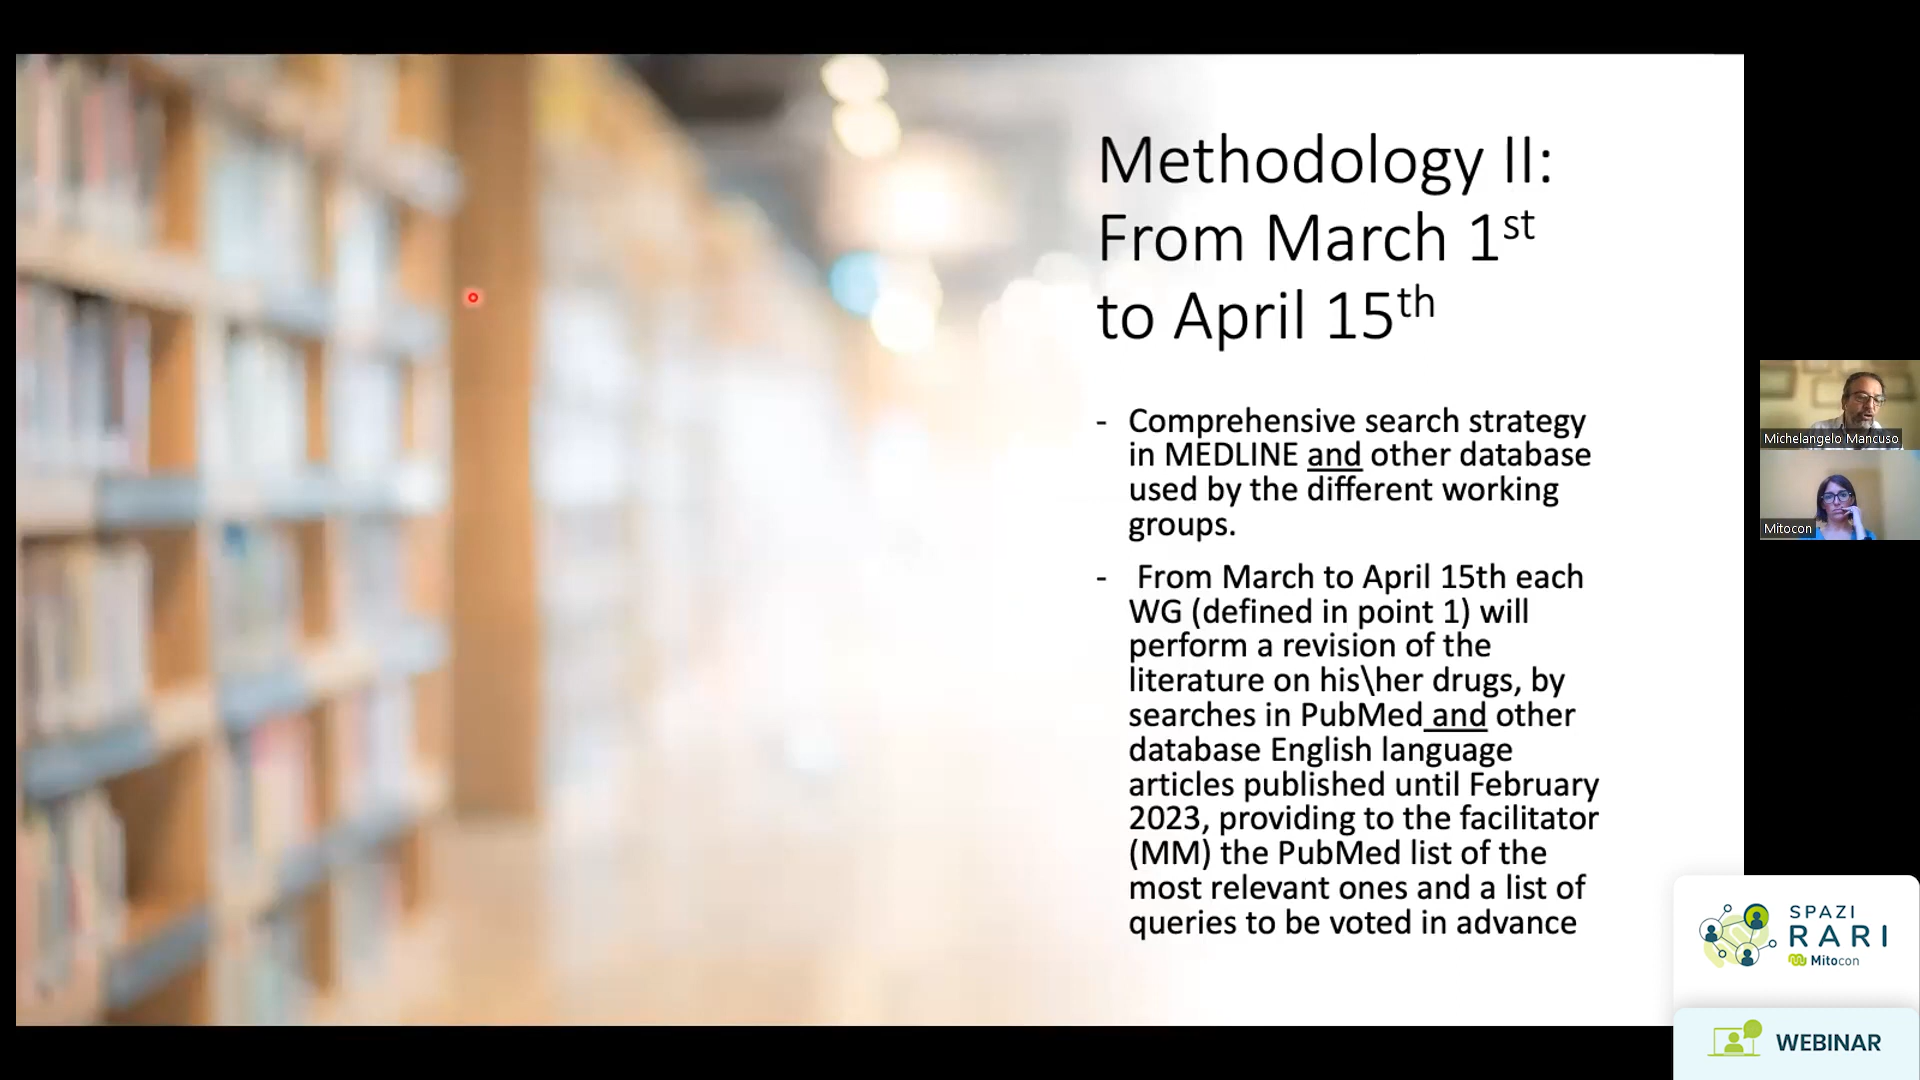 Methodology II:
From March 1st
to April 15th
- Comprehensive search strategy
in MEDLINE and other database
used by the different working
groups.
- From March to April 15th each
WG (defined in point 1) will
perform a revision of the
literature on his\her drugs, by
searches in PubMed and other
database English language
articles published until February
2023, providing to the facilitator
(MM) the PubMed list of the
most relevant ones and a list of
queries to be voted in advance
Michelangelo Mancuso
Mitocon
SPAZI
RARI
Mitocon
WEBINAR